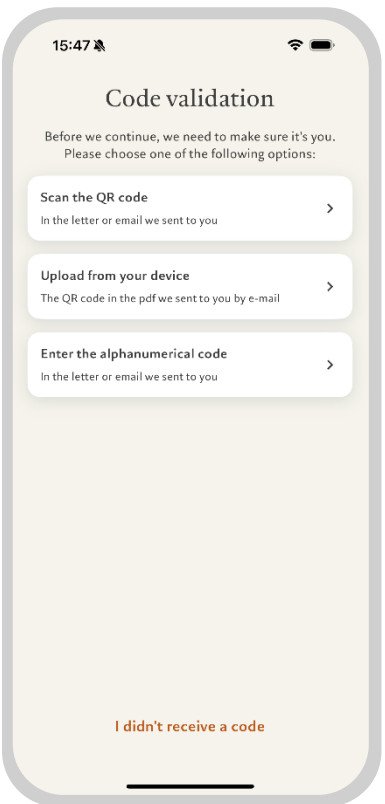 15:47
Code validation
Before we continue, we need to make sure it's you.
Please choose one of the following options:
Scan the QR code
In the letter or email we sent to you
Upload from your device
The QR code in the pdf we sent to you by e-mail
Enter the alphanumerical code
In the letter or email we sent to you
I didn't receive a code